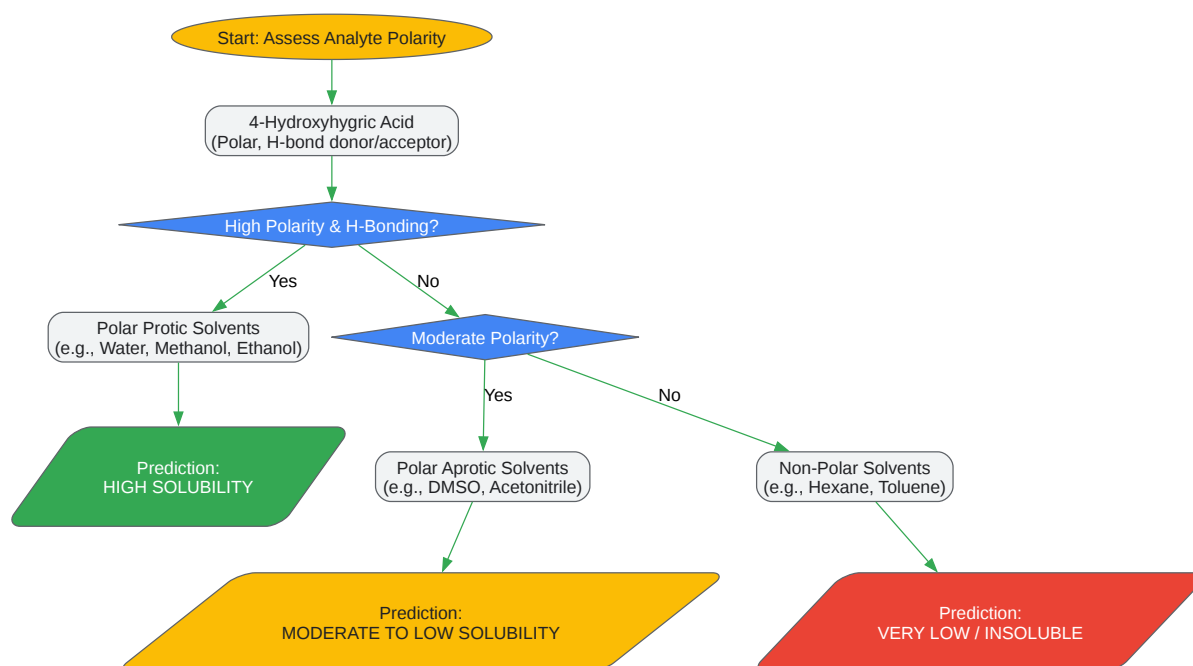 Start: Assess Analyte Polarity
4-Hydroxyhygric Acid
(Polar, H-bond donor/acceptor)
High Polarity & H-Bonding?
Yes
No
Polar Protic Solvents
(e.g., Water, Methanol, Ethanol)
Moderate Polarity?
Yes
No
Prediction:
HIGH SOLUBILITY
Polar Aprotic Solvents
(e.g., DMSO, Acetonitrile)
Non-Polar Solvents
(e.g., Hexane, Toluene)
Prediction:
MODERATE TO LOW SOLUBILITY
Prediction:
VERY LOW / INSOLUBLE